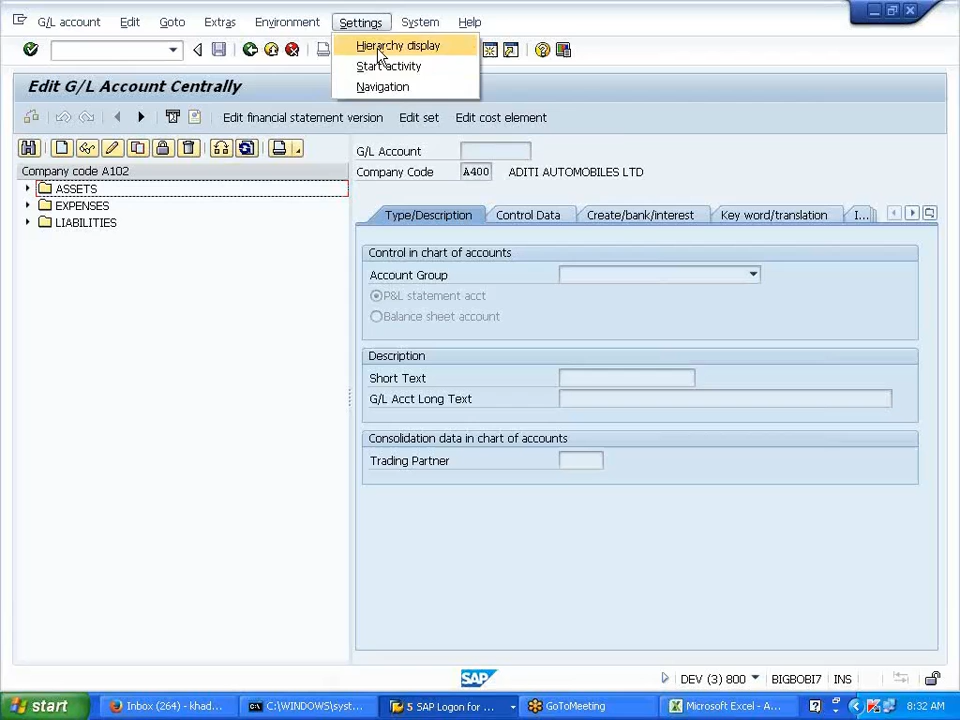 G/L account Edit Goto Extras Environment Settings System Help
Hierarchy display
Start activity
Navigation
Edit G/L Account Centrally
Edit financial statement version Edit set Edit cost element
Company code A102
ASSETS
EXPENSES
LIABILITIES
G/L Account
Company Code A400 ADITI AUTOMOBILES LTD
Type/Description Control Data Create/bank/interest Key word/translation I...
Control in chart of accounts
Account Group
P&L statement acct
Balance sheet account
Description
Short Text
G/L Acct Long Text
Consolidation data in chart of accounts
Trading Partner
SAP
DEV (3) 800 BIGBOBI7 INS
start Inbox (264) - khad... C:\WINDOWS\syst... 5 SAP Logon for ... GoToMeeting Microsoft Excel - A... 8:32 AM